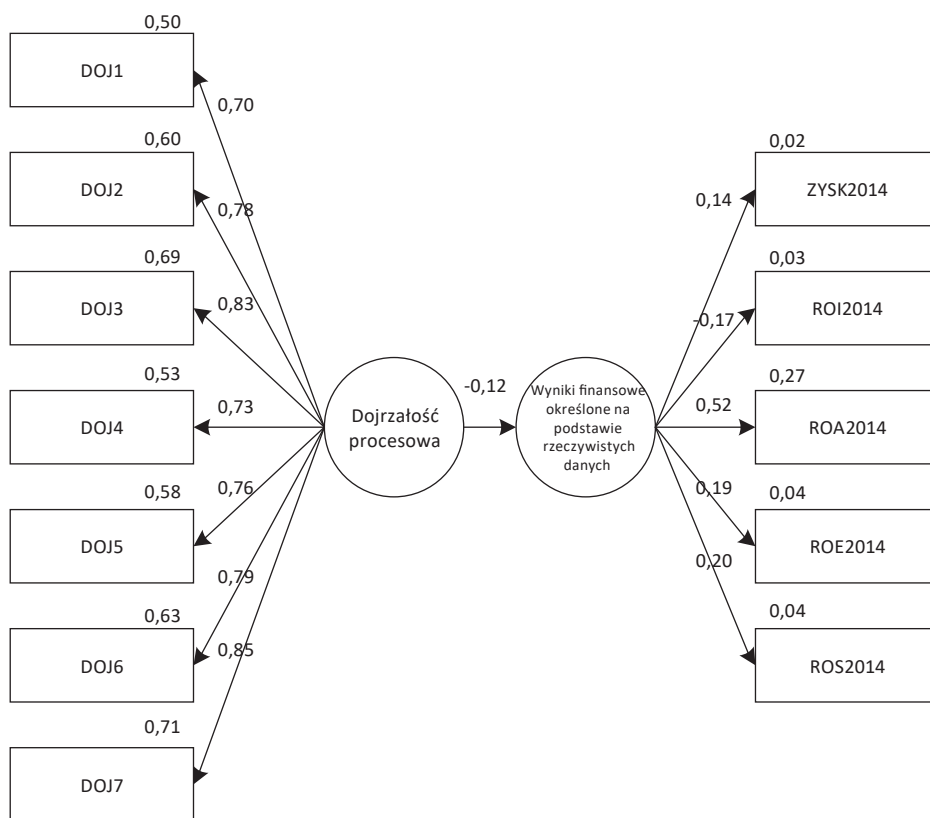 0,50
DOJ1
0,70
0,60
DOJ2
0,78
0,69
DOJ3
0,83
0,53
DOJ4
0,73
0,58
DOJ5
0,76
0,63
DOJ6
0,79
0,71
DOJ7
0,85
Dojrzałość
procesowa
-0,12
Wyniki finansowe
określone na
podstawie
rzeczywistych
danych
0,02
ZYSK2014
0,14
0,03
ROI2014
-0,17
0,27
ROA2014
0,52
0,04
ROE2014
0,19
0,04
ROS2014
0,20